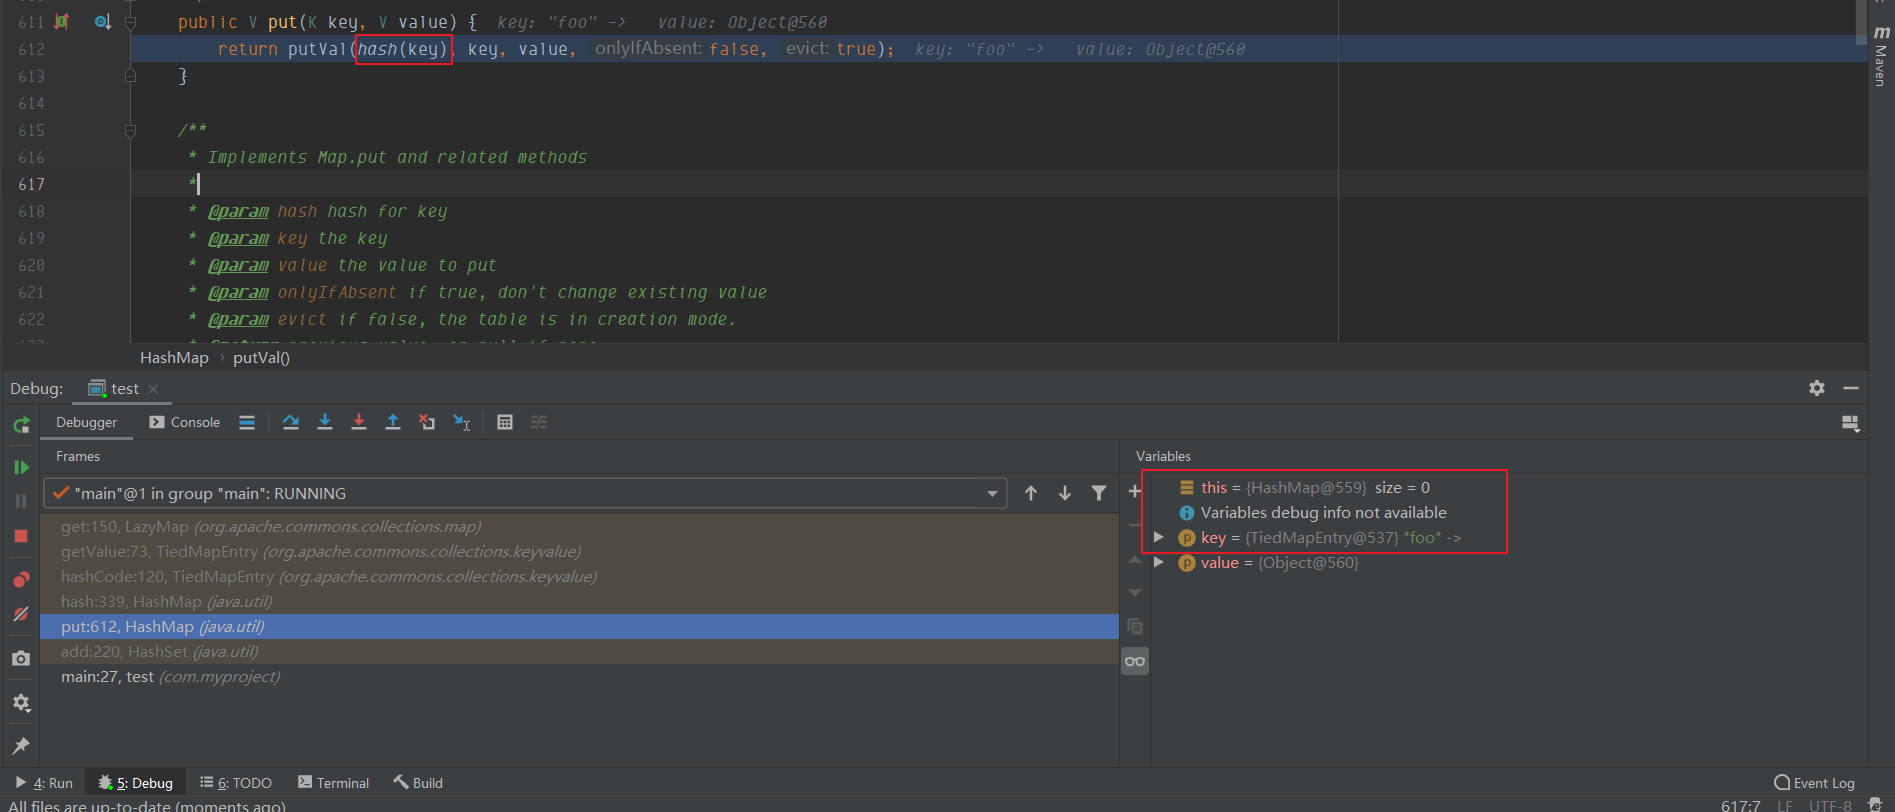 611 public V put(K key, V value) { key: "foo" -> value: Object@560
612 return putVal(hash(key), key, value, onlyIfAbsent: false, evict: true); key: "foo" -> value: Object@560
613 }
614
615 /**
616 * Implements Map.put and related methods
617 *
618 * @param hash hash for key
619 * @param key the key
620 * @param value the value to put
621 * @param onlyIfAbsent if true, don't change existing value
622 * @param evict if false, the table is in creation mode.
m Maven
HashMap › putVal()
Debug: test
Debugger Console
Frames
"main"@1 in group "main": RUNNING
get:150, LazyMap (org.apache.commons.collections.map)
getValue:73, TiedMapEntry (org.apache.commons.collections.keyvalue)
hashCode:120, TiedMapEntry (org.apache.commons.collections.keyvalue)
hash:339, HashMap (java.util)
put:612, HashMap (java.util)
add:220, HashSet (java.util)
main:27, test (com.myproject)
Variables
this = {HashMap@559} size = 0
Variables debug info not available
key = {TiedMapEntry@537} "foo" ->
value = {Object@560}
4: Run 5: Debug 6: TODO Terminal Build Event Log
All files are up-to-date (moments ago) 617:7 LF UTF-8